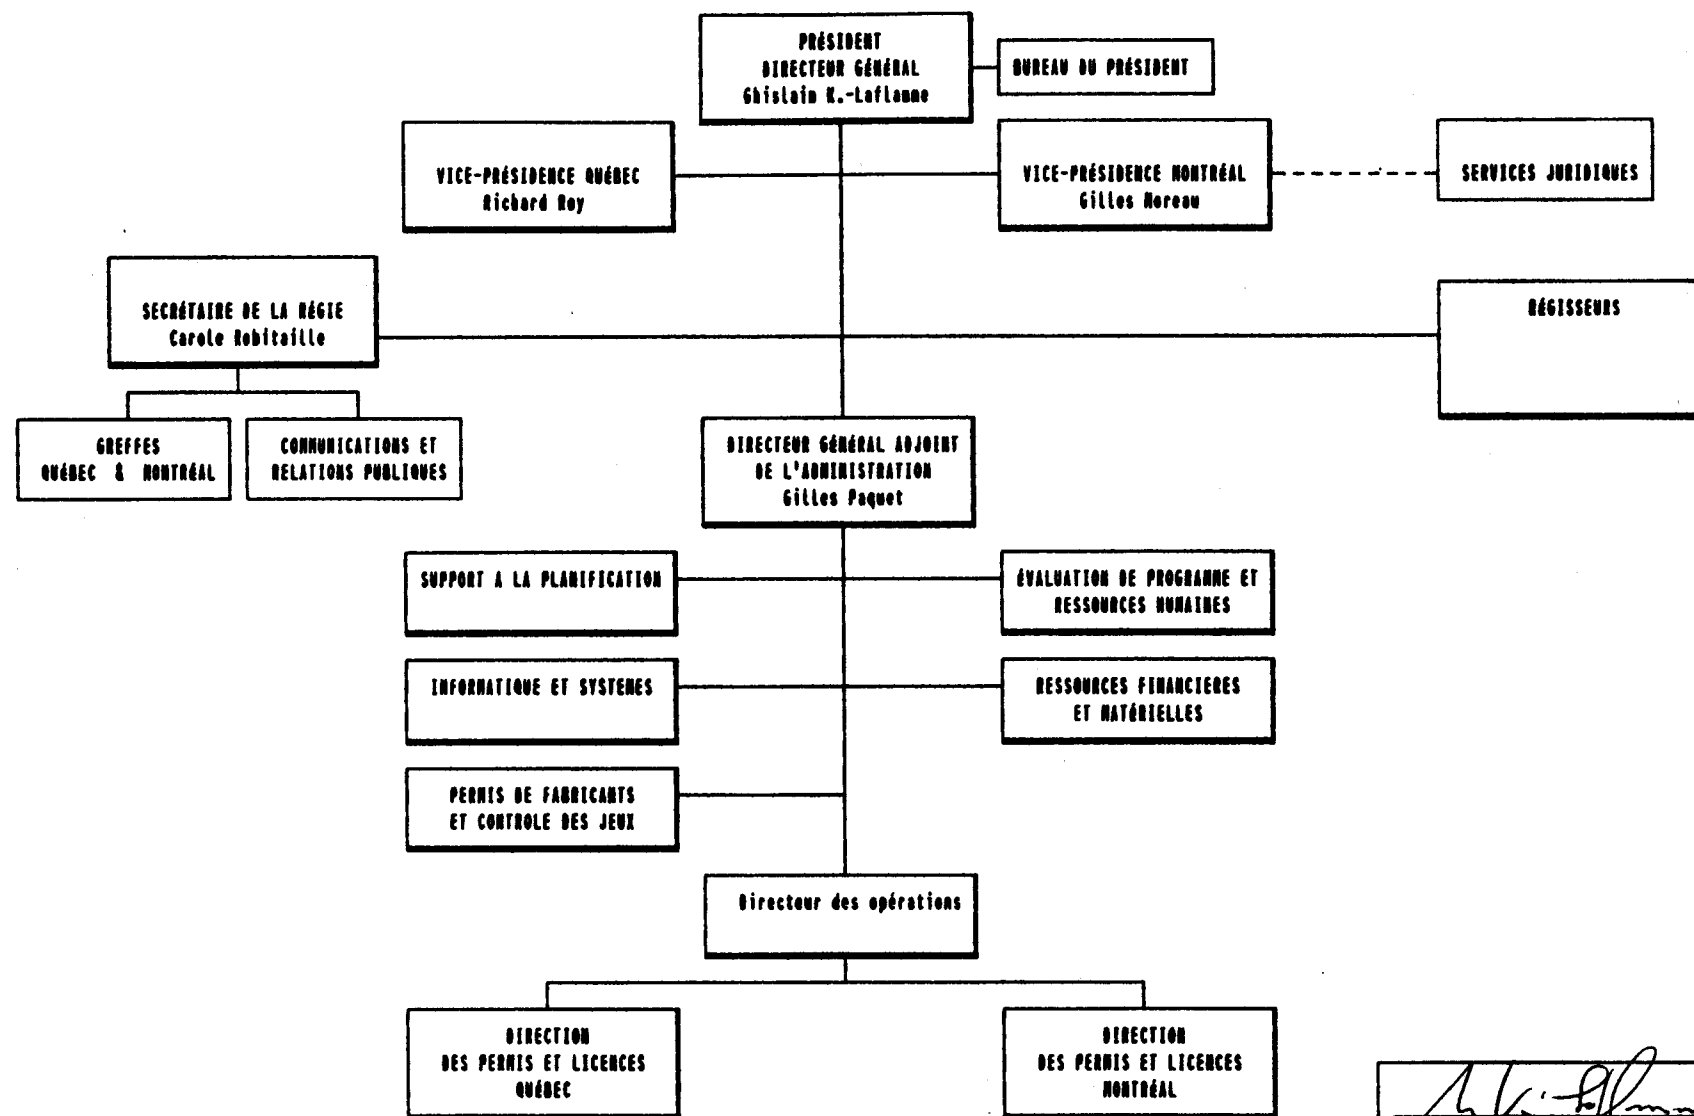 PRÉSIDENT
DIRECTEUR GÉNÉRAL
Ghislain K.-Laflamme
BUREAU DU PRÉSIDENT
VICE-PRÉSIDENCE QUÉBEC
Richard Roy
VICE-PRÉSIDENCE MONTRÉAL
Gilles Moreau
SERVICES JURIDIQUES
SECRÉTAIRE DE LA RÉGIE
Carole Robitaille
RÉGISSEURS
GREFFES
QUÉBEC & MONTRÉAL
COMMUNICATIONS ET
RELATIONS PUBLIQUES
DIRECTEUR GÉNÉRAL ADJOINT
DE L'ADMINISTRATION
Gilles Paquet
SUPPORT A LA PLANIFICATION
ÉVALUATION DE PROGRAMME ET
RESSOURCES HUMAINES
INFORMATIQUE ET SYSTEMES
RESSOURCES FINANCIERES
ET MATÉRIELLES
PERMIS DE FABRICANTS
ET CONTROLE DES JEUX
Directeur des opérations
DIRECTION
DES PERMIS ET LICENCES
QUÉBEC
DIRECTION
DES PERMIS ET LICENCES
MONTRÉAL